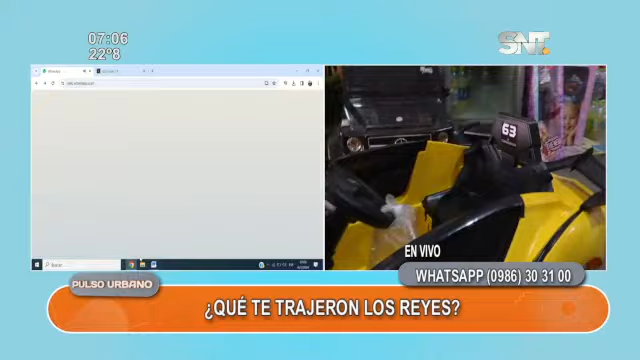 07:06
22°8
SNT
63
EN VIVO
WHATSAPP (0986) 30 31 00
PULSO URBANO
¿QUÉ TE TRAJERON LOS REYES?